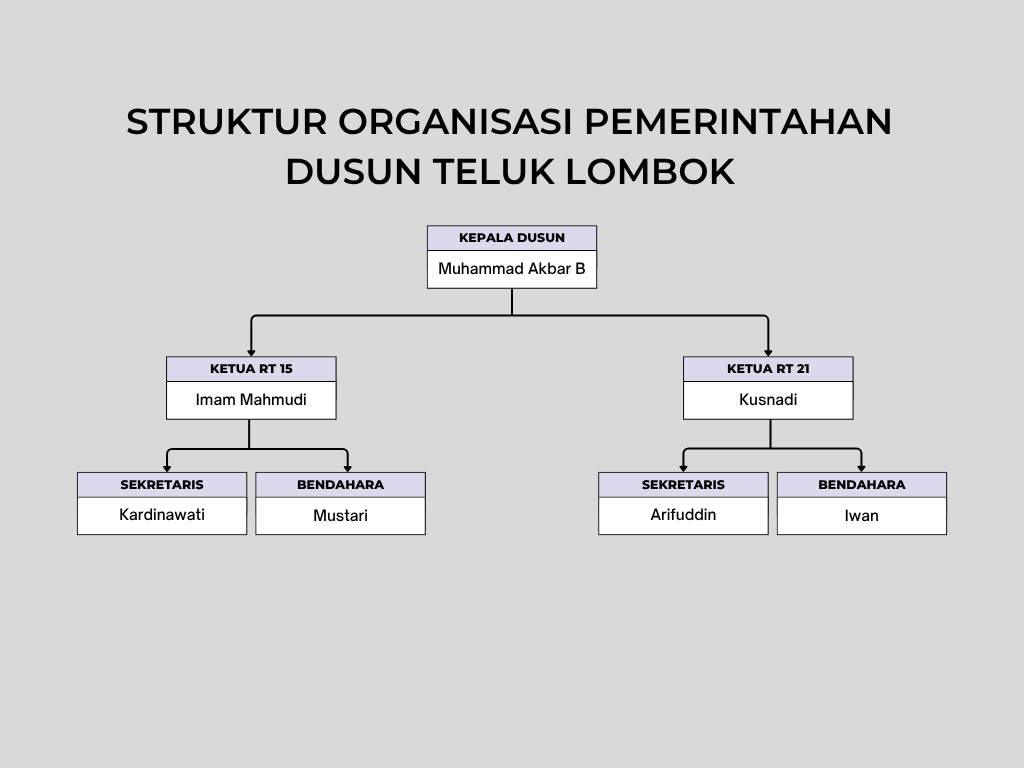 STRUKTUR ORGANISASI PEMERINTAHAN
DUSUN TELUK LOMBOK
KEPALA DUSUN
Muhammad Akbar B
KETUA RT 15
Imam Mahmudi
KETUA RT 21
Kusnadi
SEKRETARIS
Kardinawati
BENDAHARA
Mustari
SEKRETARIS
Arifuddin
BENDAHARA
Iwan